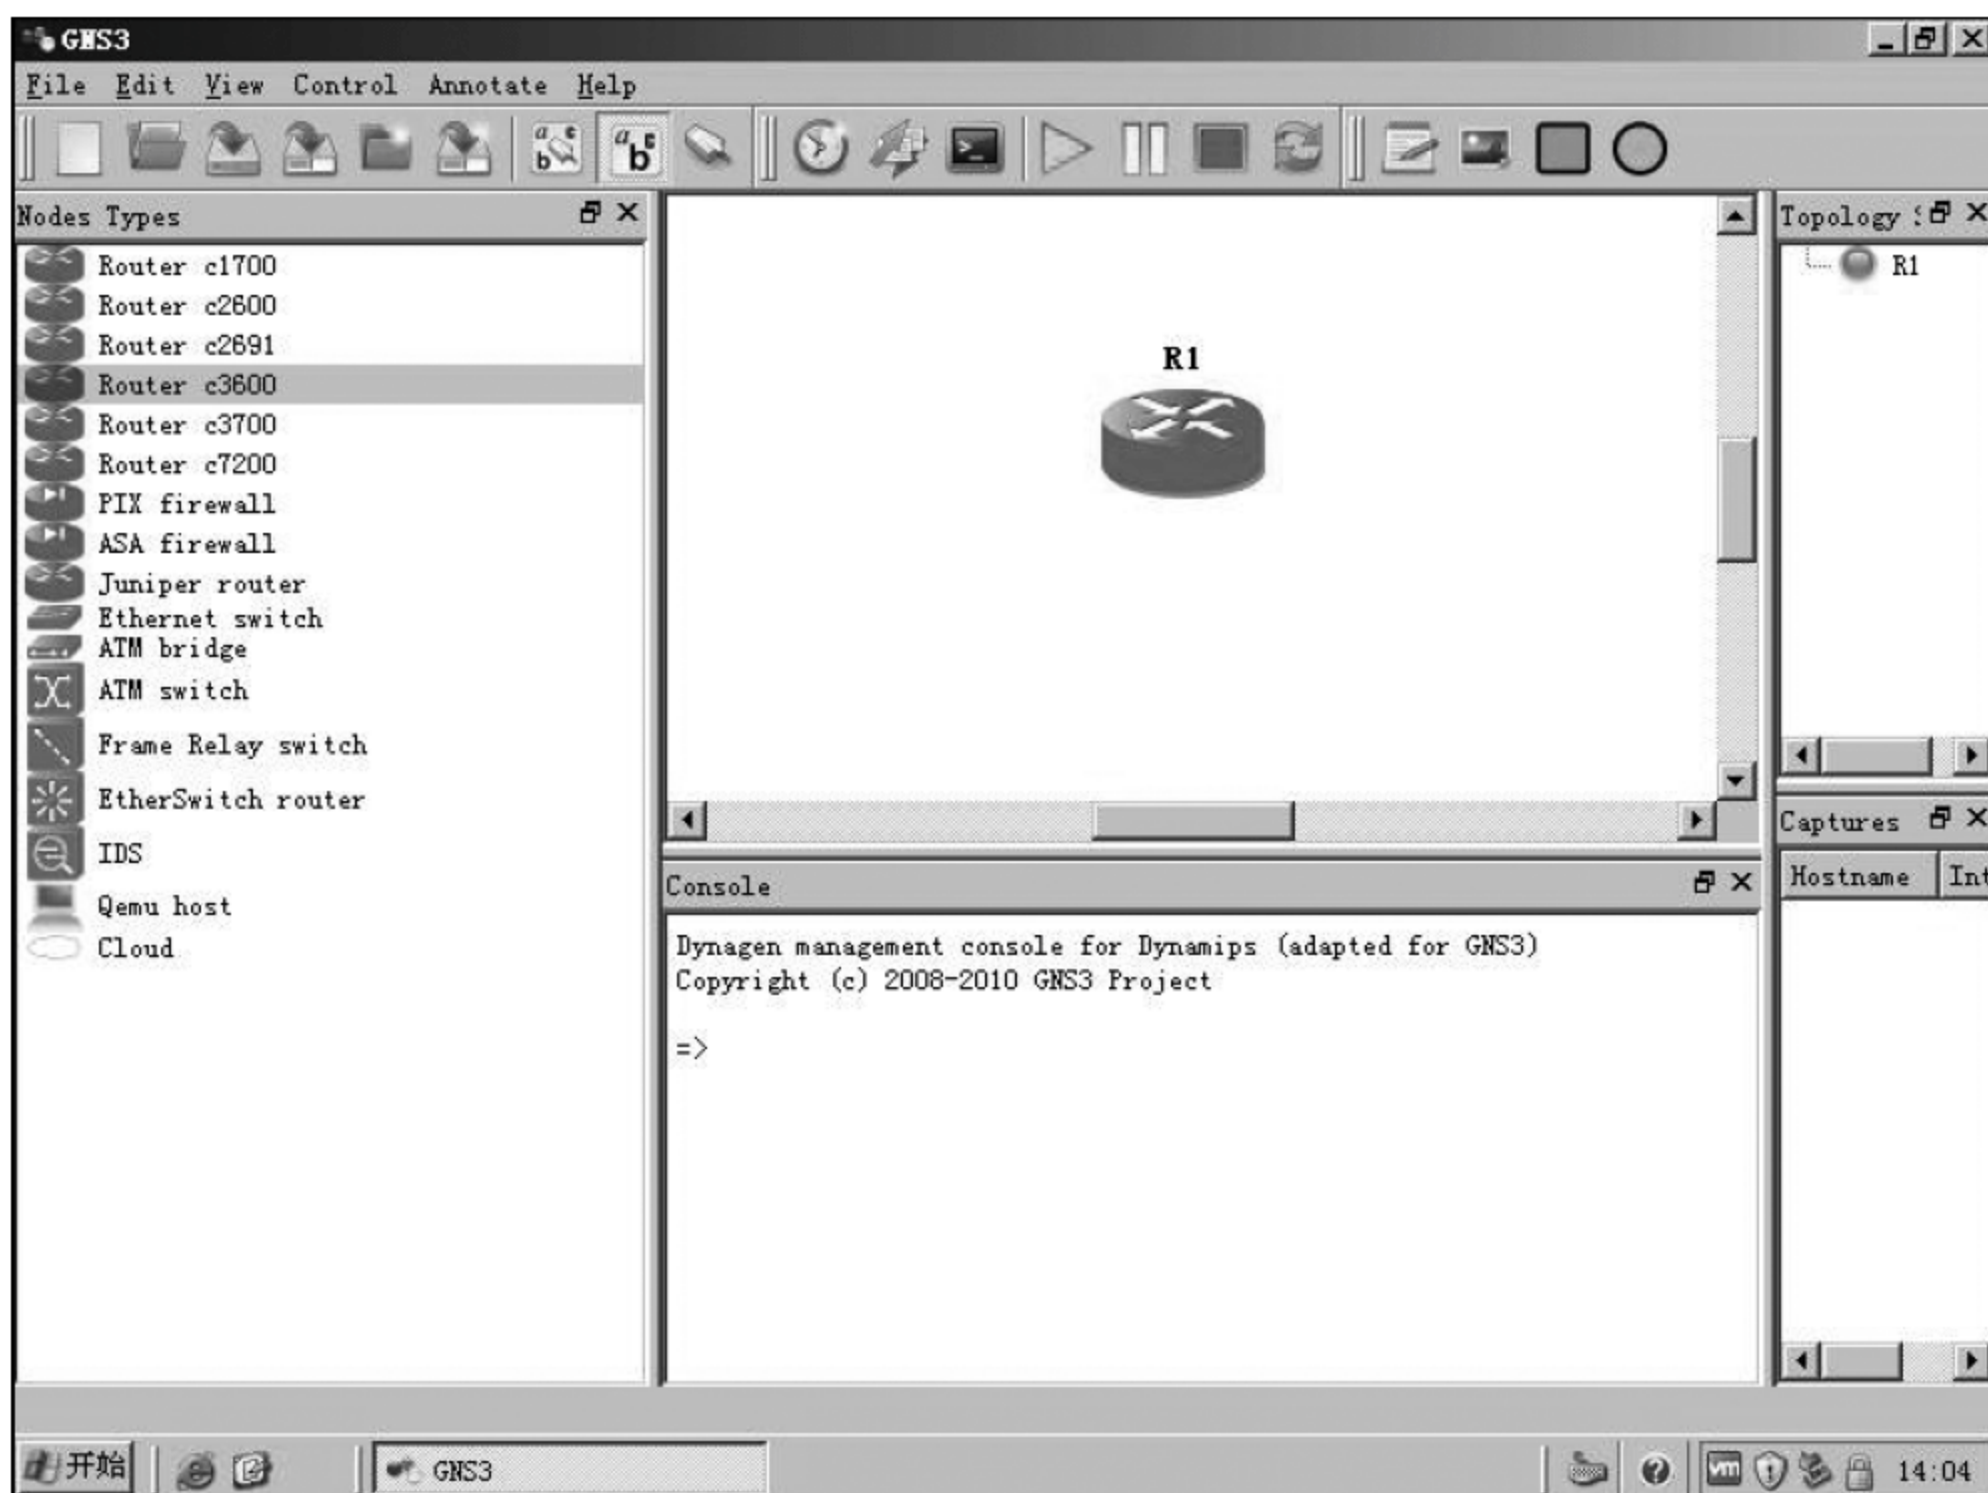 GNS3
File Edit View Control Annotate Help
Nodes Types
Router c1700
Router c2600
Router c2691
Router c3600
Router c3700
Router c7200
PIX firewall
ASA firewall
Juniper router
Ethernet switch
ATM bridge
ATM switch
Frame Relay switch
EtherSwitch router
IDS
Qemu host
Cloud
R1
Console
Dynagen management console for Dynamips (adapted for GNS3)
Copyright (c) 2008-2010 GNS3 Project
=>
Topology
R1
Captures
Hostname Int
开始
GNS3
14:04